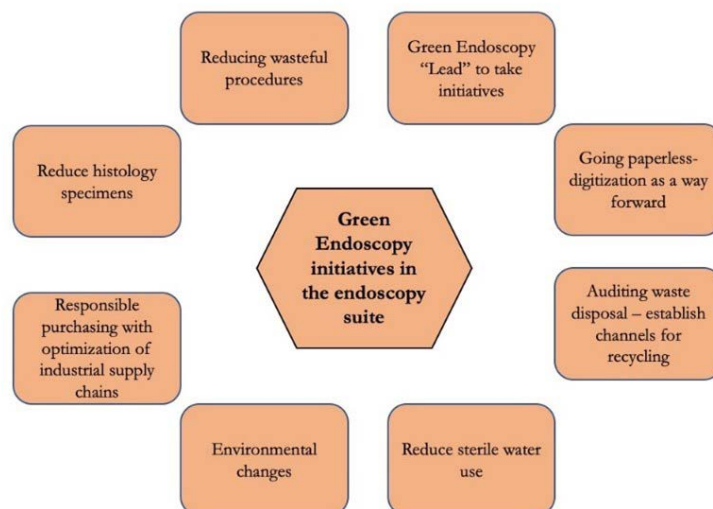 Reducing wasteful
procedures
Green Endoscopy
“Lead” to take
initiatives
Reduce histology
specimens
Going paperless-
digitization as a way
forward
Green
Endoscopy
initiatives in
the endoscopy
suite
Responsible
purchasing with
optimization of
industrial supply
chains
Auditing waste
disposal – establish
channels for
recycling
Environmental
changes
Reduce sterile water
use